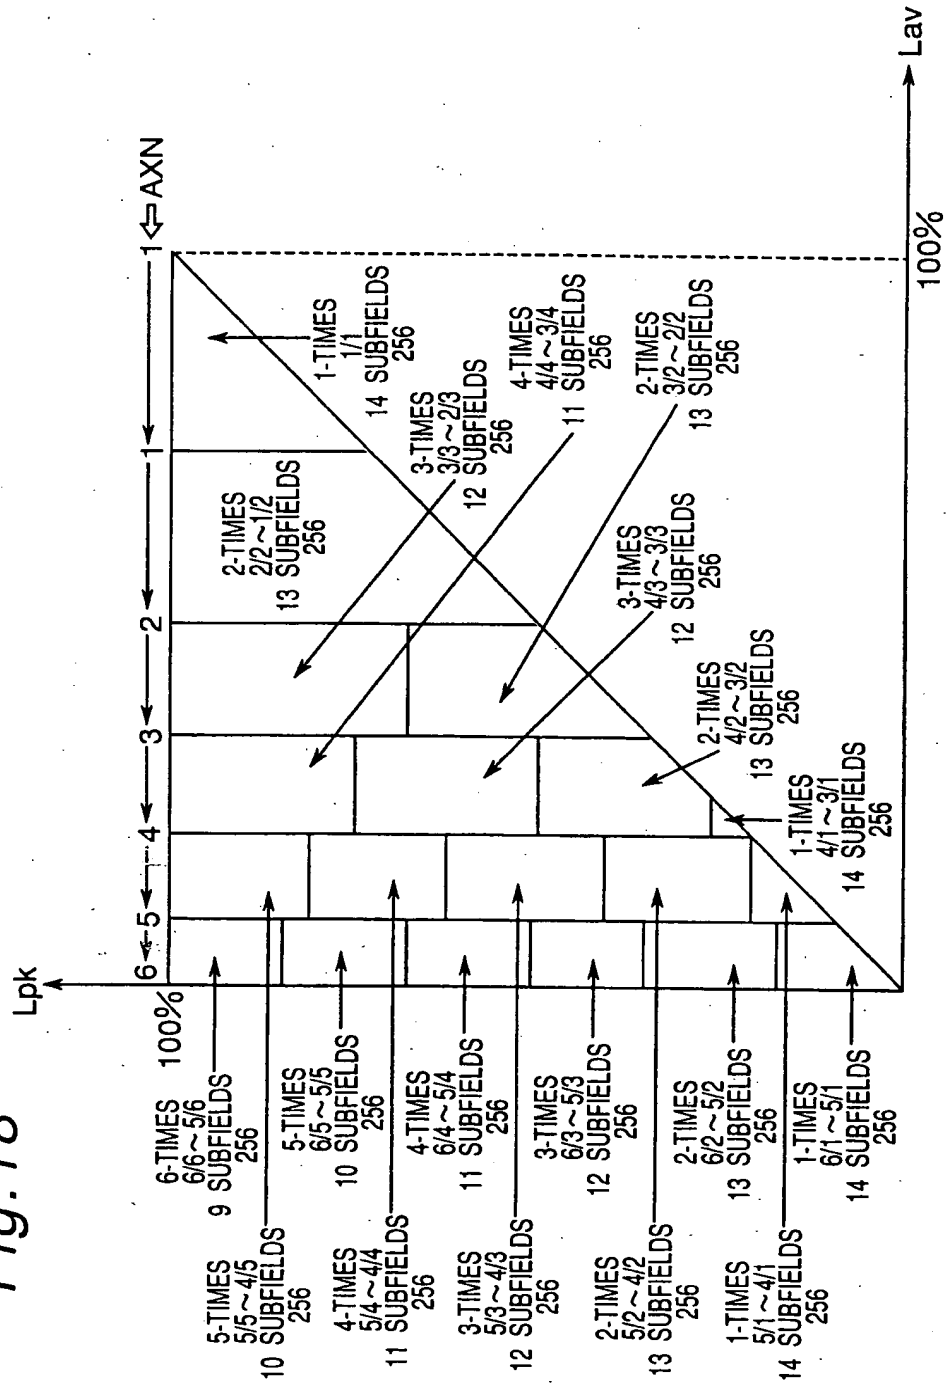 Fig. 18
Lpk
100%
6
5
4
3
2
1
1
AXN
Lav
100%
6-TIMES
6/6~5/6
9 SUBFIELDS
256
5-TIMES
6/5~5/5
10 SUBFIELDS
256
4-TIMES
6/4~5/4
11 SUBFIELDS
256
3-TIMES
6/3~5/3
12 SUBFIELDS
256
2-TIMES
6/2~5/2
13 SUBFIELDS
256
1-TIMES
6/1~5/1
14 SUBFIELDS
256
5-TIMES
5/5~4/5
10 SUBFIELDS
256
4-TIMES
5/4~4/4
11 SUBFIELDS
256
3-TIMES
5/3~4/3
12 SUBFIELDS
256
2-TIMES
5/2~4/2
13 SUBFIELDS
256
1-TIMES
5/1~4/1
14 SUBFIELDS
256
2-TIMES
2/2~1/2
13 SUBFIELDS
256
1-TIMES
1/1
14 SUBFIELDS
256
3-TIMES
3/3~2/3
12 SUBFIELDS
256
4-TIMES
4/4~3/4
11 SUBFIELDS
256
2-TIMES
3/2~2/2
13 SUBFIELDS
256
3-TIMES
4/3~3/3
12 SUBFIELDS
256
2-TIMES
4/2~3/2
13 SUBFIELDS
256
1-TIMES
4/1~3/1
14 SUBFIELDS
256